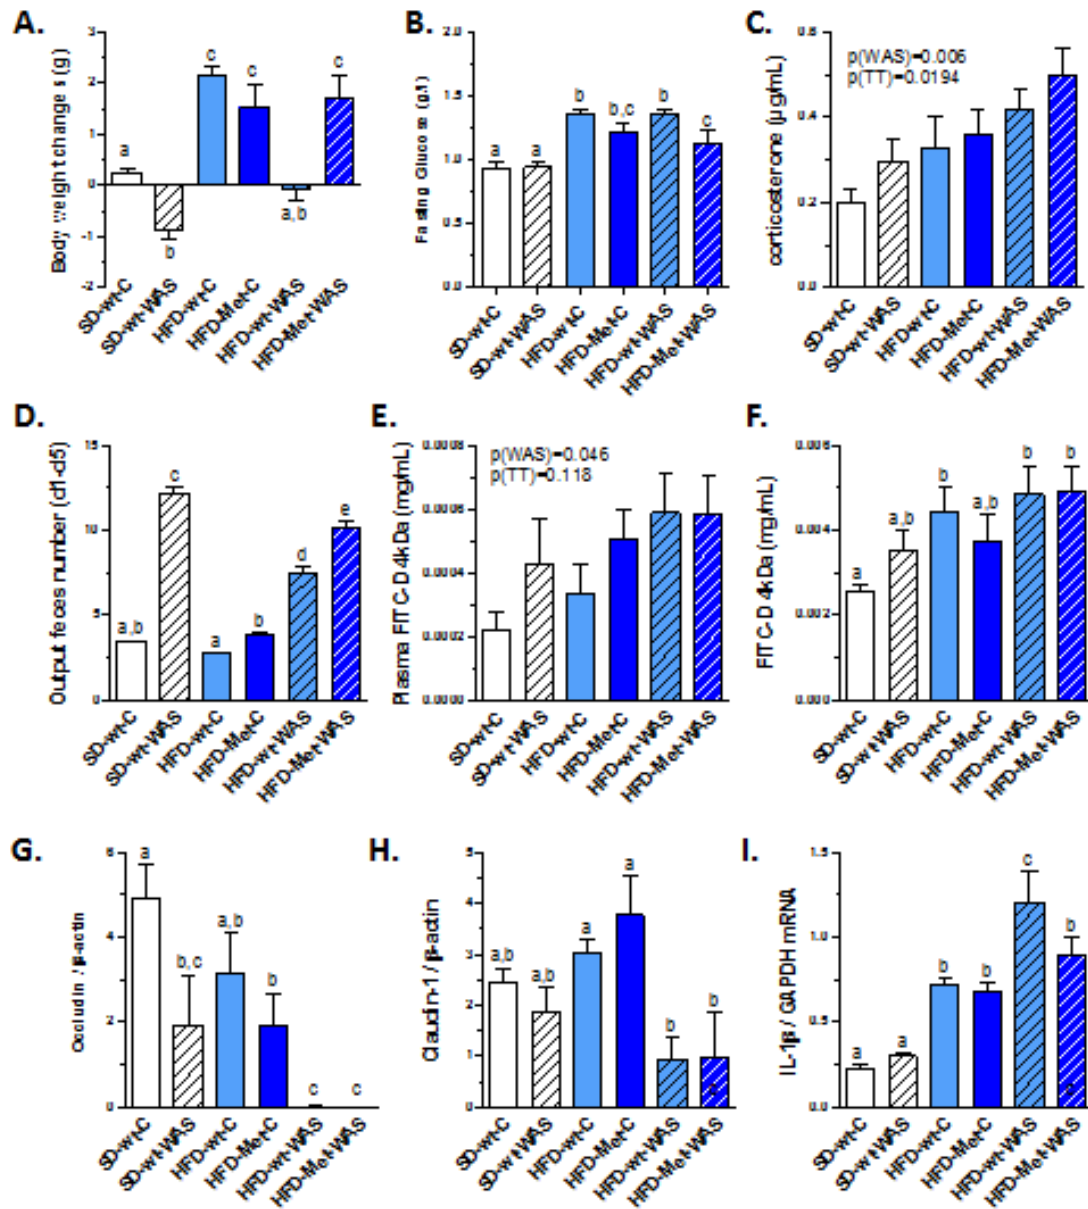 A.
Body weight changes (g)
3
2
1
0
-1
-2
a
b
c
c
a,b
c
SD-wt-C
SD-wt-WAS
HFD-wt-C
HFD-Met-C
HFD-wt-WAS
HFD-Met-WAS
B.
Fasting Glucose (g/l)
2.0
1.5
1.0
0.5
0.0
a
a
b
b,c
b
c
SD-wt-C
SD-wt-WAS
HFD-wt-C
HFD-Met-C
HFD-wt-WAS
HFD-Met-WAS
C.
corticosterone (µg/mL)
0.6
0.4
0.2
0.0
p(WAS)=0.006
p(TT)=0.0194
SD-wt-C
SD-wt-WAS
HFD-wt-C
HFD-Met-C
HFD-wt-WAS
HFD-Met-WAS
D.
Output feces number (d1-d5)
15
10
5
0
a,b
c
a
b
d
e
SD-wt-C
SD-wt-WAS
HFD-wt-C
HFD-Met-C
HFD-wt-WAS
HFD-Met-WAS
E.
Plasma FITC-D 4kDa (mg/mL)
0.0008
0.0006
0.0004
0.0002
0.0000
p(WAS)=0.046
p(TT)=0.118
SD-wt-C
SD-wt-WAS
HFD-wt-C
HFD-Met-C
HFD-wt-WAS
HFD-Met-WAS
F.
FITC-D 4kDa (mg/mL)
0.006
0.004
0.002
0.000
a
a,b
b
a,b
b
b
SD-wt-C
SD-wt-WAS
HFD-wt-C
HFD-Met-C
HFD-wt-WAS
HFD-Met-WAS
G.
Occludin / β-actin
6
4
2
0
a
b,c
a,b
b
c
c
SD-wt-C
SD-wt-WAS
HFD-wt-C
HFD-Met-C
HFD-wt-WAS
HFD-Met-WAS
H.
Claudin-1 / β-actin
5
4
3
2
1
0
a,b
a,b
a
a
b
b
SD-wt-C
SD-wt-WAS
HFD-wt-C
HFD-Met-C
HFD-wt-WAS
HFD-Met-WAS
I.
IL-1β / GAPDH mRNA
1.5
1.0
0.5
0.0
a
a
b
b
c
b
SD-wt-C
SD-wt-WAS
HFD-wt-C
HFD-Met-C
HFD-wt-WAS
HFD-Met-WAS